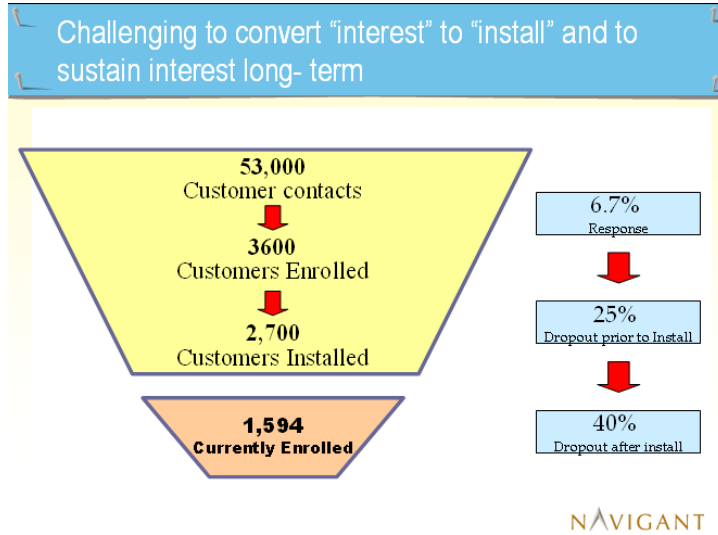 Challenging to convert “interest” to “install” and to
sustain interest long- term
53,000
Customer contacts
3600
Customers Enrolled
2,700
Customers Installed
1,594
Currently Enrolled
6.7%
Response
25%
Dropout prior to Install
40%
Dropout after install
NAVIGANT